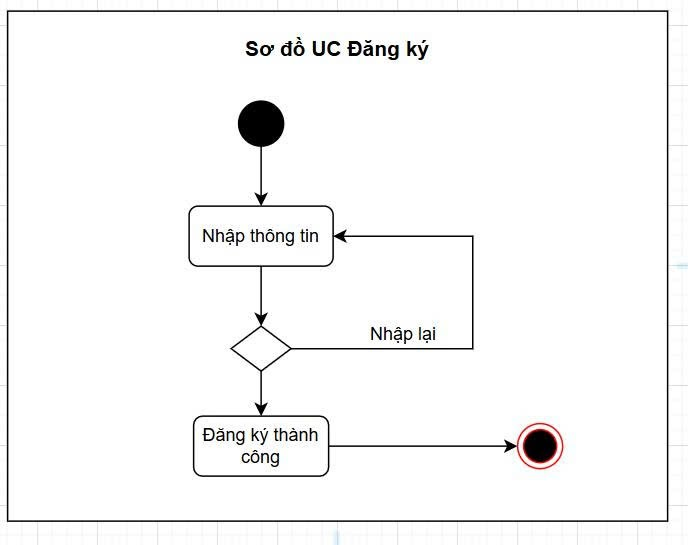 Sơ đồ UC Đăng ký
Nhập thông tin
Nhập lại
Đăng ký thành
công